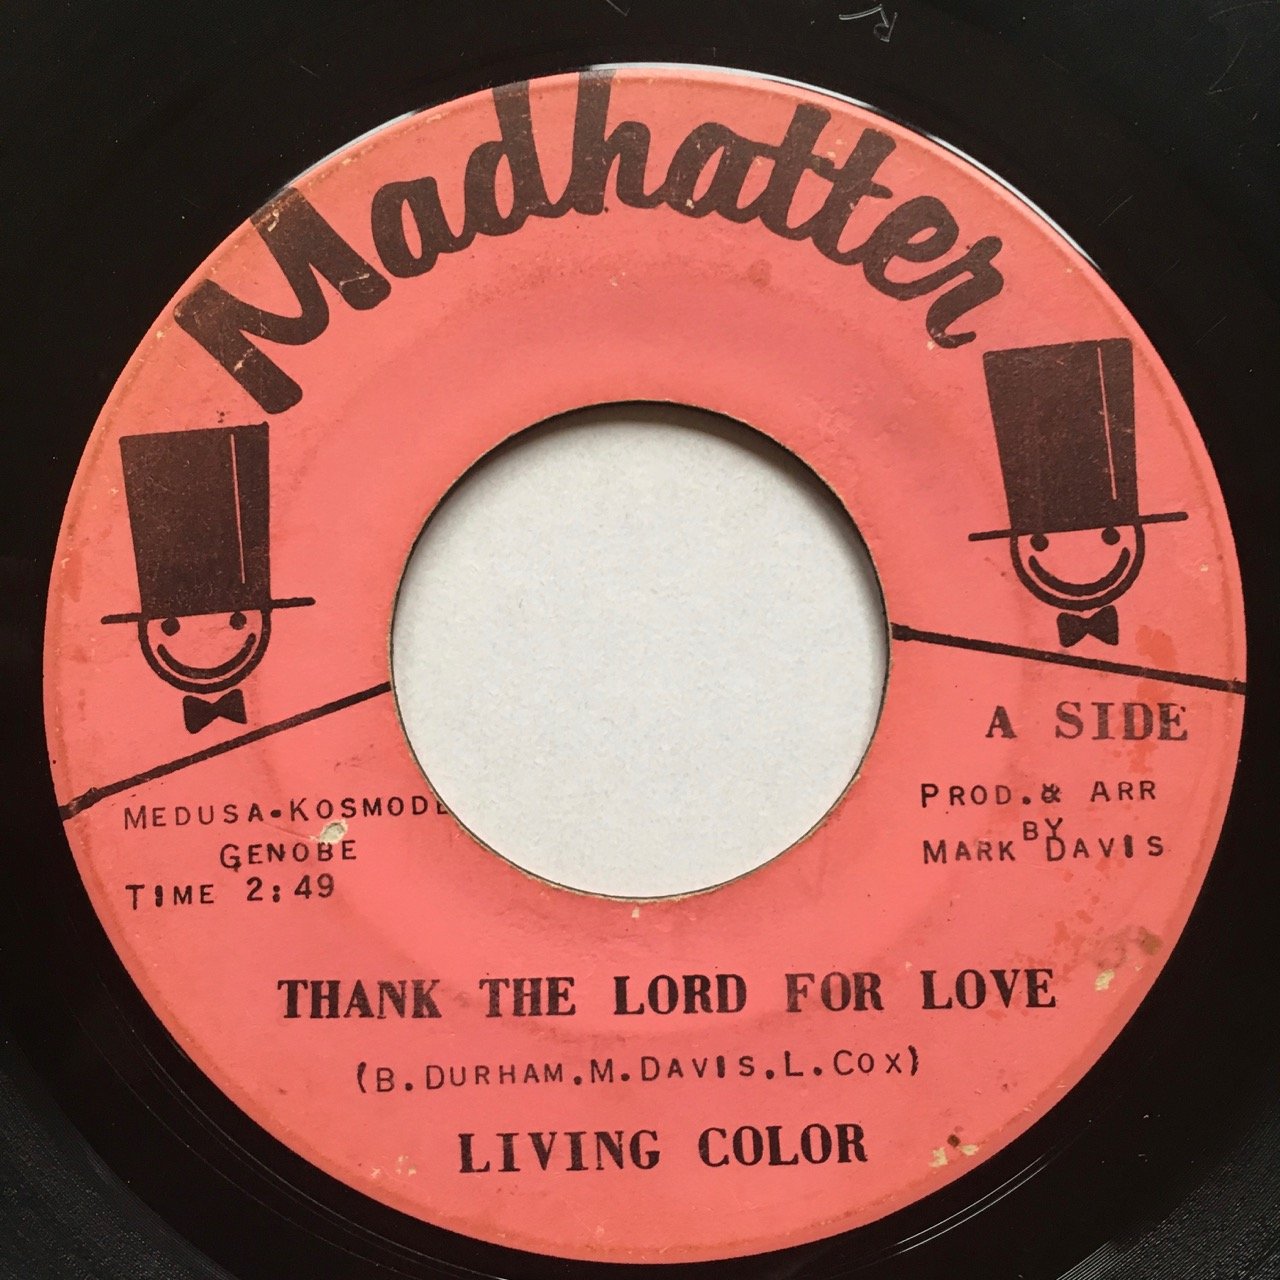 Madhatter
A SIDE
MEDUSA.KOSMODE
GENOBE
TIME 2:49
PROD.& ARR
BY
MARK DAVIS
THANK THE LORD FOR LOVE
(B. DURHAM.M. DAVIS.L. COX)
LIVING COLOR